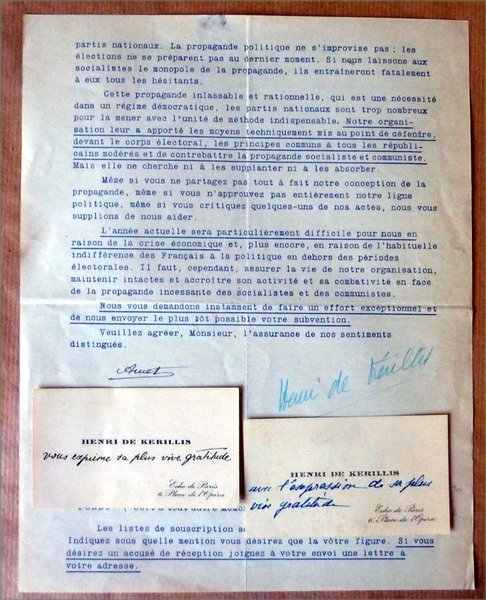 partis nationaux. La propagande politique ne s'improvise pas ; les
élections ne se préparent pas au dernier moment. Si nous laissons aux
socialistes le monopole de la propagande, ils entraîneront fatalement
à eux tous les hésitants.
Cette propagande inlassable et rationnelle, qui est une nécessité
dans un régime démocratique, les partis nationaux sont trop nombreux
pour la mener avec l'unité de méthode indispensable. Notre organi-
sation leur a apporté les moyens techniquement mis au point de défendre,
devant le corps électoral, les principes communs à tous les républi-
cains modérés et de contrebattre la propagande socialiste et communiste.
Mais elle ne cherche ni à les supplanter ni à les absorber.
Même si vous ne partagez pas tout à fait notre conception de la
propagande, même si vous n'approuvez pas entièrement notre ligne
politique, même si vous critiquez quelques-uns de nos actes, nous vous
supplions de nous aider.
L'année actuelle sera particulièrement difficile pour nous en
raison de la crise économique et, plus encore, en raison de l'habituelle
indifférence des Français à la politique en dehors des périodes
électorales. Il faut, cependant, assurer la vie de notre organisation,
maintenir intactes et accroître son activité et sa combativité en face
de la propagande incessante des socialistes et des communistes.
Nous vous demandons instamment de faire un effort exceptionnel et
de nous envoyer le plus tôt possible votre subvention.
Veuillez agréer, Monsieur, l'assurance de nos sentiments
distingués.
Henri de Kérillis
HENRI DE KERILLIS
vous exprime sa plus vive gratitude
Echo de Paris
6, Place de l'Opéra
HENRI DE KERILLIS
avec l'expression de sa plus
vive gratitude
Echo de Paris
6, Place de l'Opéra
Les listes de souscription
Indiquez sous quelle mention vous désirez que la vôtre figure. Si vous
désirez un accusé de réception joignez à votre envoi une lettre à
votre adresse.